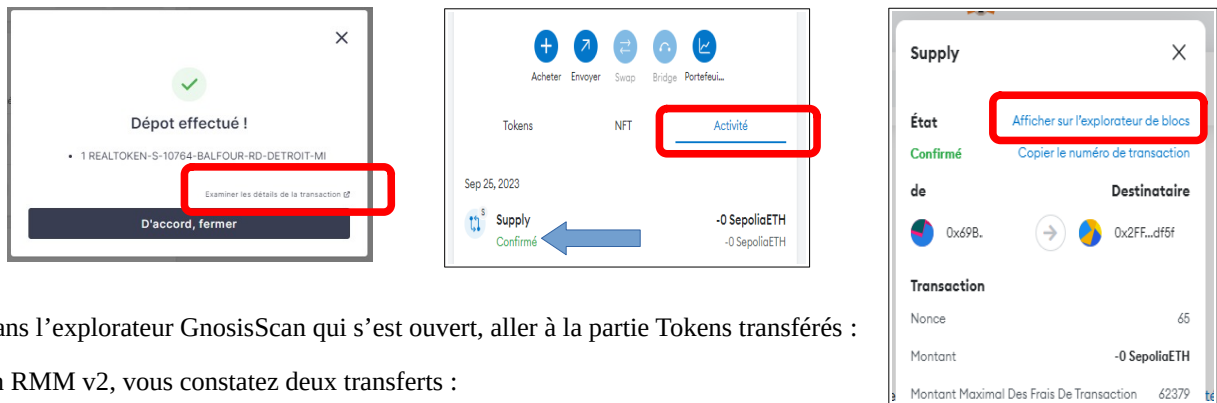 Dépot effectué !
1 REALTOKEN-S-10764-BALFOUR-RD-DETROIT-MI
Examiner les détails de la transaction
D'accord, fermer
Acheter Envoyer Swap Bridge Portefeui...
Tokens NFT Activité
Sep 25, 2023
S
Supply -0 SepoliaETH
Confirmé -0 SepoliaETH
Supply
État Afficher sur l'explorateur de blocs
Confirmé Copier le numéro de transaction
de Destinataire
0x69B.. 0x2FF...df5f
Transaction
Nonce 65
Montant -0 SepoliaETH
Montant Maximal Des Frais De Transaction 62379
ans l’explorateur GnosisScan qui s’est ouvert, aller à la partie Tokens transférés :
RMM v2, vous constatez deux transferts :